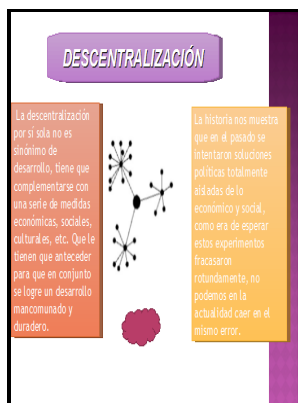 DESCENTRALIZACIÓN
La descentralización
por sí sola no es
sinónimo de
desarrollo, tiene que
complementarse con
una serie de medidas
económicas, sociales,
culturales, etc. Que le
tienen que anteceder
para que en conjunto
se logre un desarrollo
mancomunado y
duradero.
La historia nos muestra
que en el pasado se
intentaron soluciones
políticas totalmente
aisladas de lo
económico y social,
como era de esperar
estos experimentos
fracasaron
rotundamente, no
podemos en la
actualidad caer en el
mismo error.